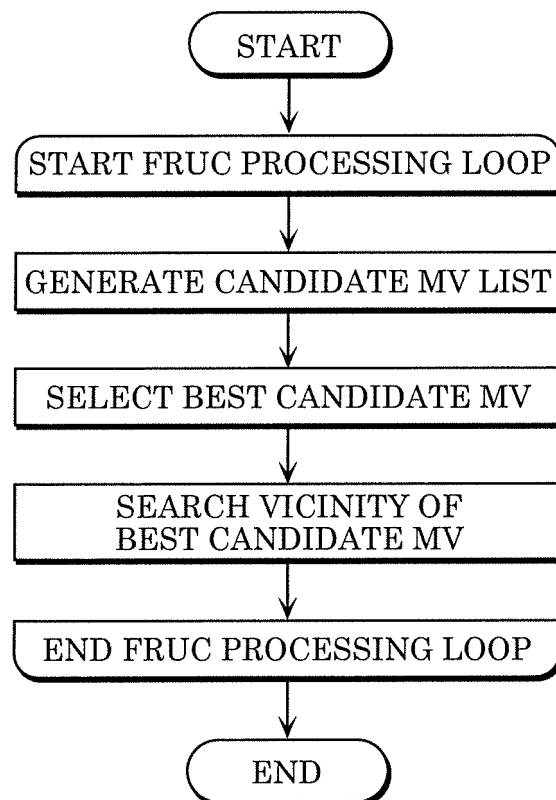 START
START FRUC PROCESSING LOOP
GENERATE CANDIDATE MV LIST
SELECT BEST CANDIDATE MV
SEARCH VICINITY OF
BEST CANDIDATE MV
END FRUC PROCESSING LOOP
END